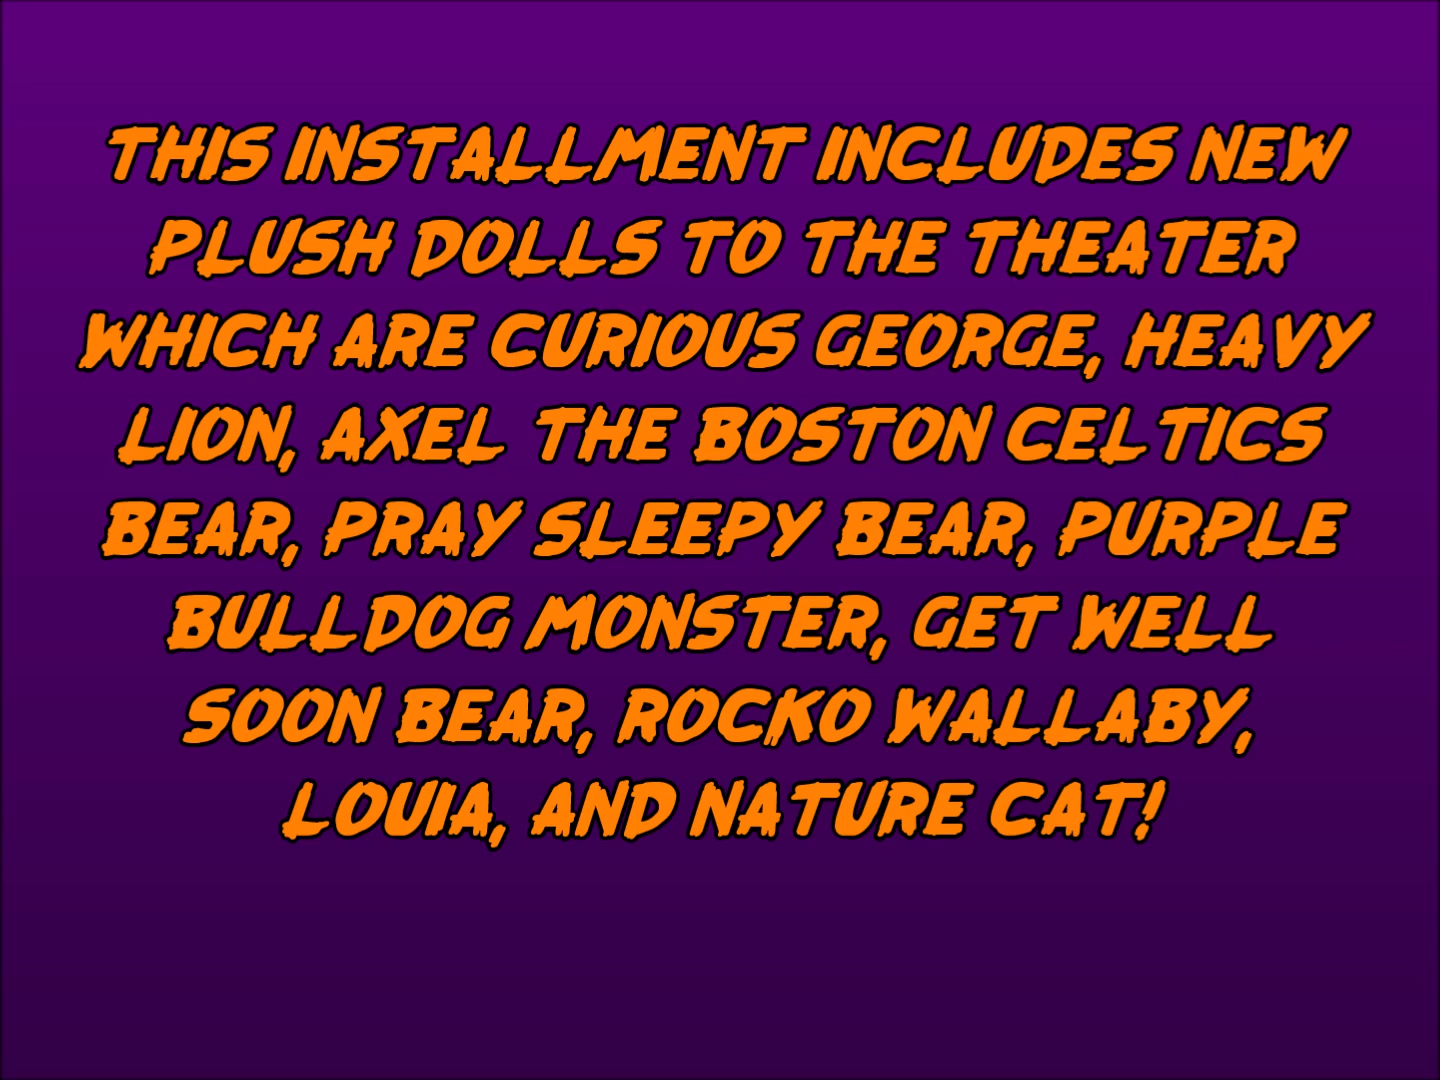 THIS INSTALLMENT INCLUDES NEW
PLUSH DOLLS TO THE THEATER
WHICH ARE CURIOUS GEORGE, HEAVY
LION, AXEL THE BOSTON CELTICS
BEAR, PRAY SLEEPY BEAR, PURPLE
BULLDOG MONSTER, GET WELL
SOON BEAR, ROCKO WALLABY,
LOUIA, AND NATURE CAT!